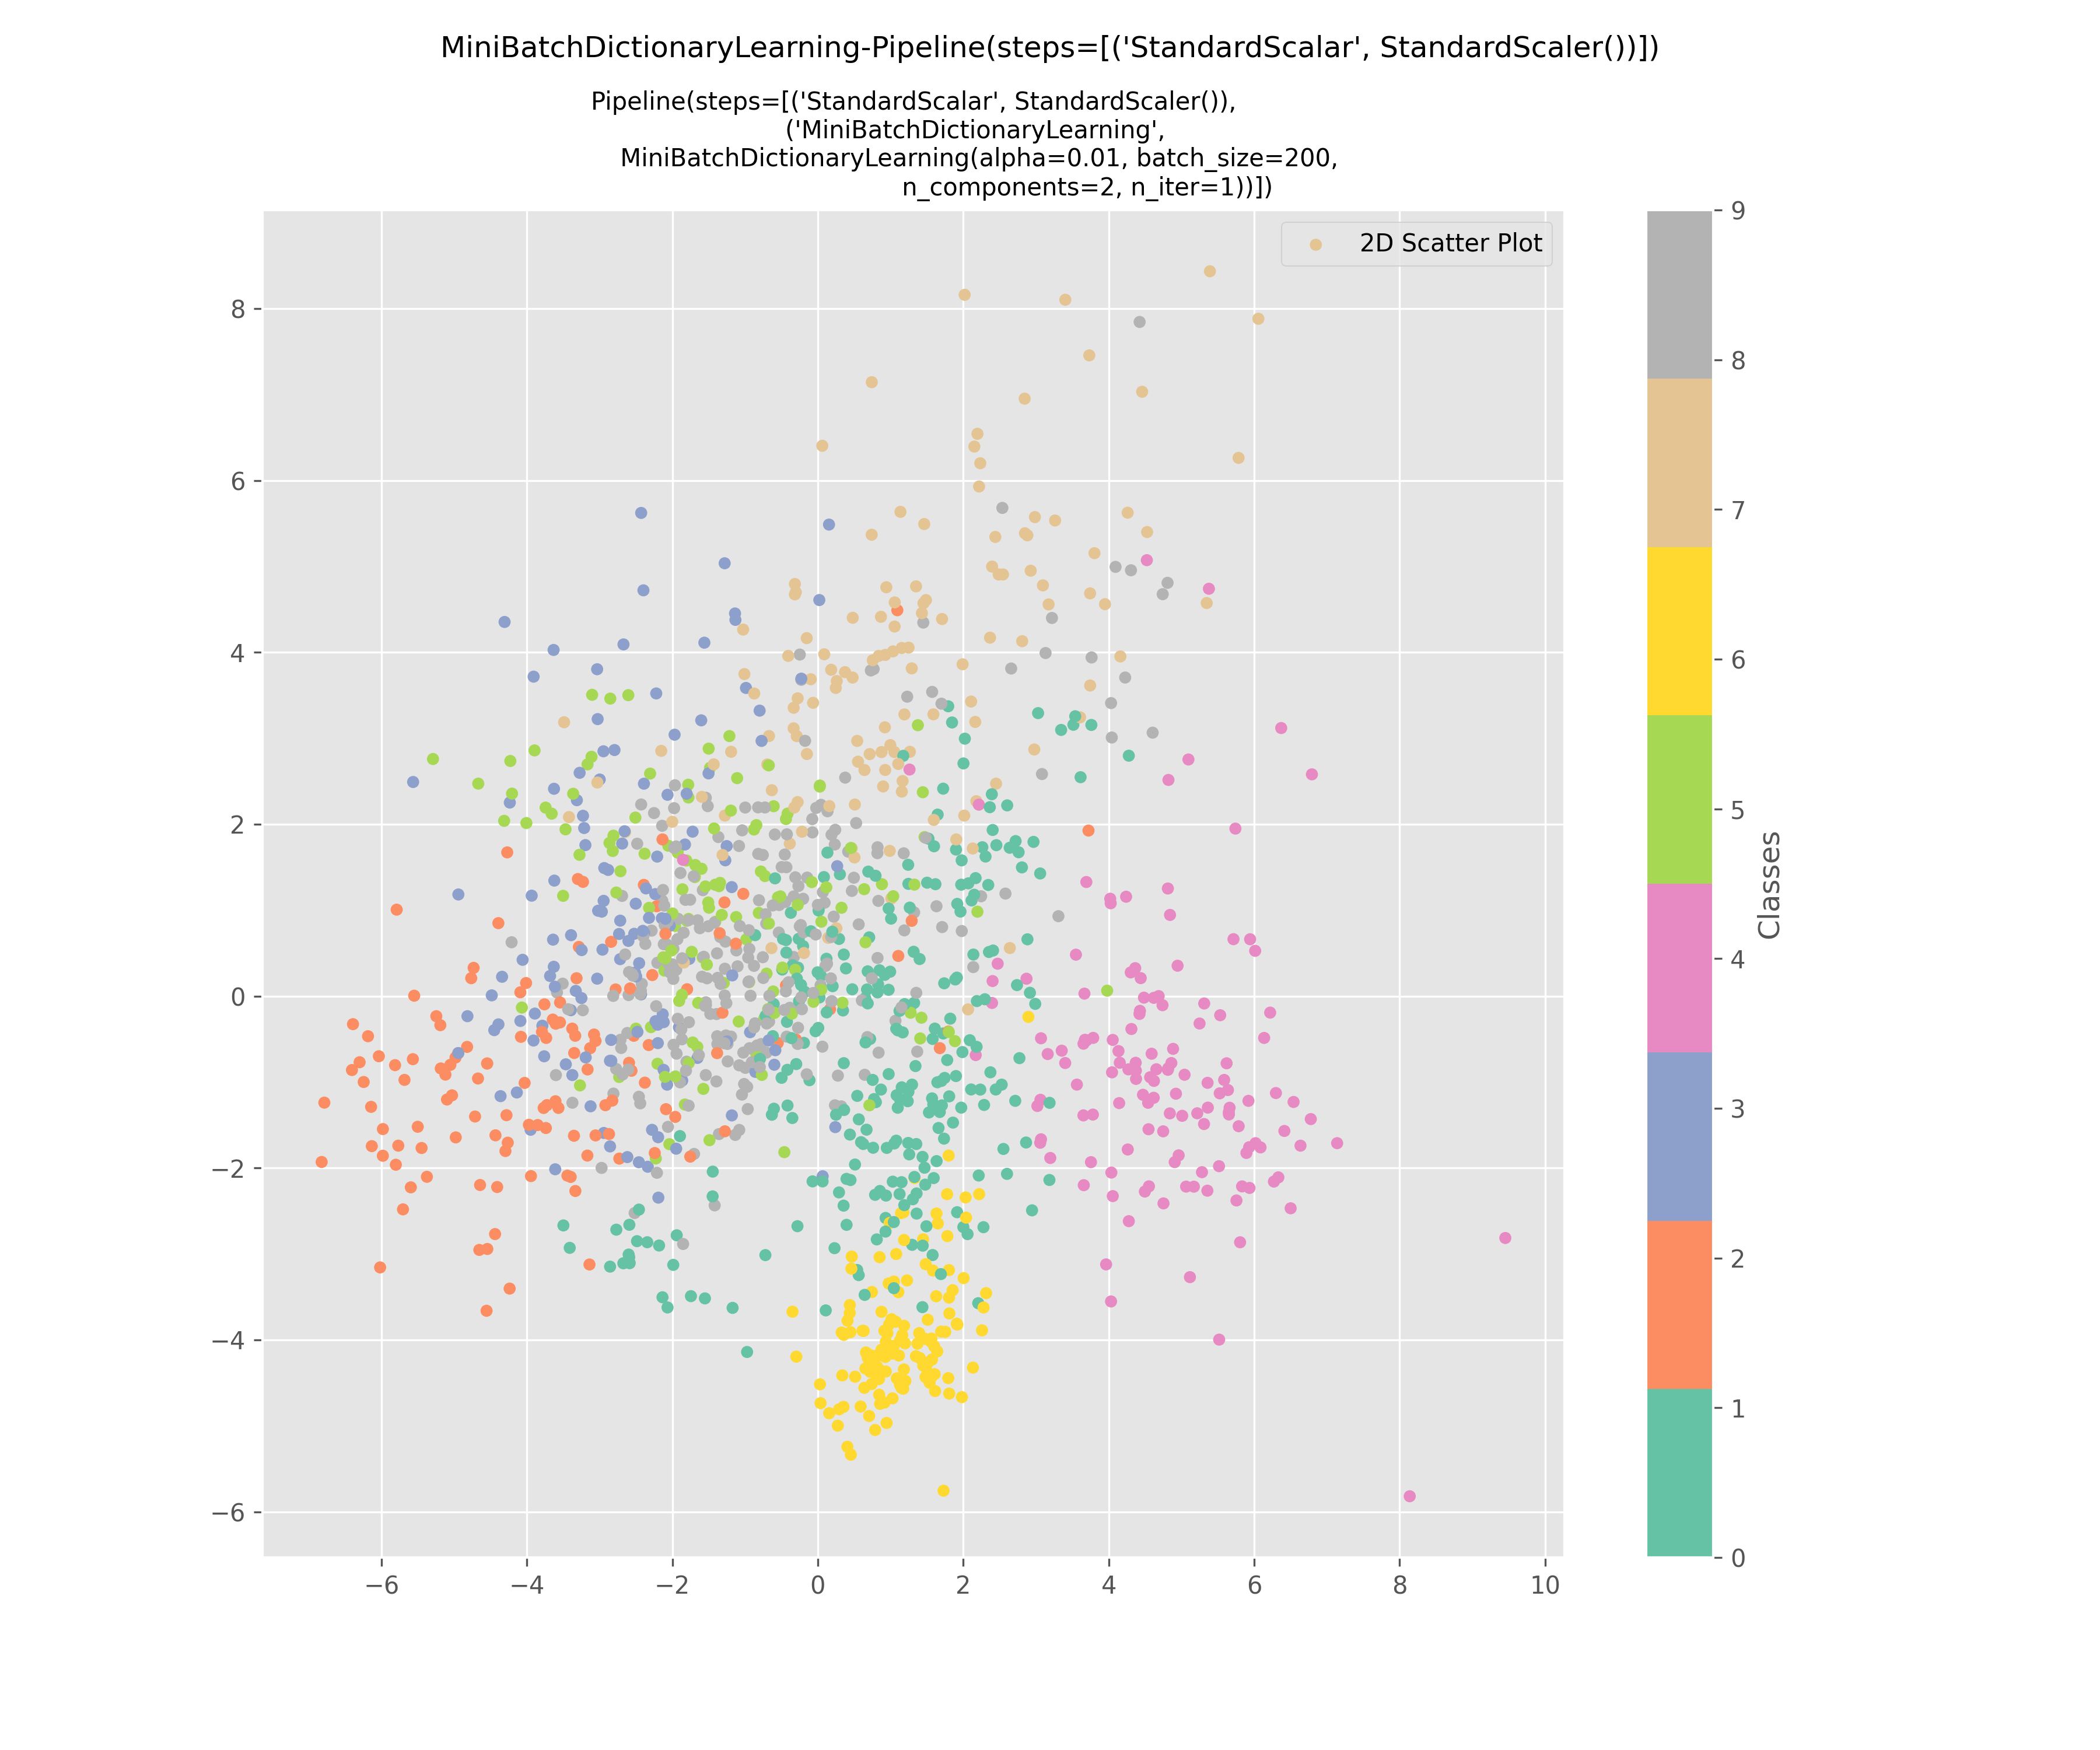 MiniBatchDictionaryLearning-Pipeline(steps=[('StandardScalar', StandardScaler())])
Pipeline(steps=[('StandardScalar', StandardScaler()),
('MiniBatchDictionaryLearning',
MiniBatchDictionaryLearning(alpha=0.01, batch_size=200,
n_components=2, n_iter=1))])
2D Scatter Plot
8
6
4
2
0
−2
−4
−6
−6 −4 −2 0 2 4 6 8 10
9
8
7
6
5
4
3
2
1
0
Classes